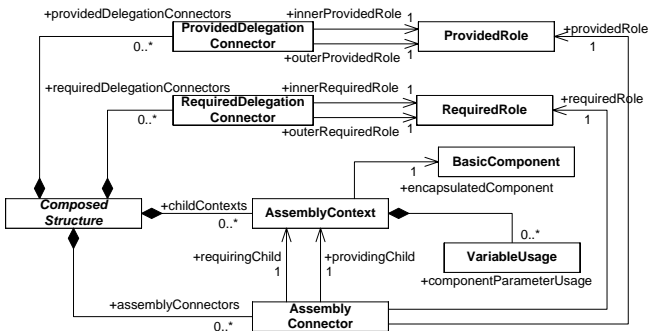 +providedDelegationConnectors
0..*
ProvidedDelegation
Connector
+innerProvidedRole
1
+outerProvidedRole
1
ProvidedRole
+providedRole
1
+requiredDelegationConnectors
0..*
RequiredDelegation
Connector
+innerRequiredRole
1
+outerRequiredRole
1
RequiredRole
+requiredRole
1
BasicComponent
1
+encapsulatedComponent
Composed
Structure
+childContexts
0..*
AssemblyContext
0..*
VariableUsage
+componentParameterUsage
+requiringChild
1
+providingChild
1
+assemblyConnectors
0..*
Assembly
Connector